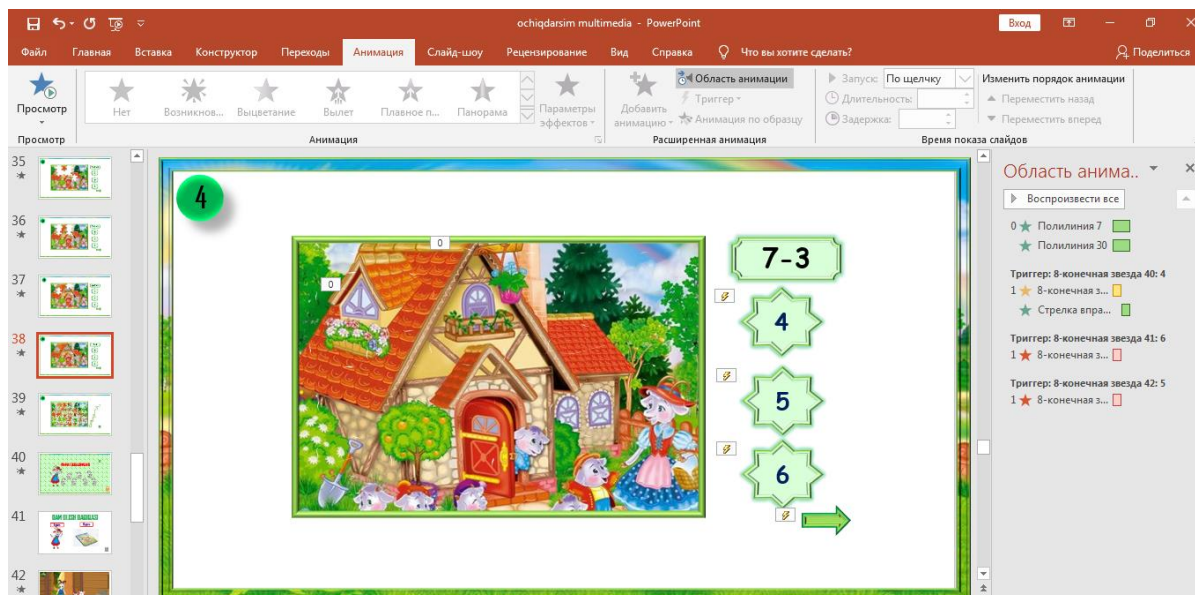 ochiqdarsim multimedia - PowerPoint
Вход
Файл Главная Вставка Конструктор Переходы Анимация Слайд-шоу Рецензирование Вид Справка Что вы хотите сделать? Поделиться
Просмотр
Нет Возникнов... Выцветание Вылет Плавное п... Панорама
Параметры эффектов
Добавить анимацию
Область анимации
Триггер
Анимация по образцу
Запуск: По щелчку
Длительность:
Задержка:
Изменить порядок анимации
Переместить назад
Переместить вперед
Просмотр Анимация Расширенная анимация Время показа слайдов
35
36
37
38
39
40
41
42
4
0
0
7-3
4
5
6
Область анима..
Воспроизвести все
0 Полилиния 7
Полилиния 30
Триггер: 8-конечная звезда 40: 4
1 8-конечная з...
Стрелка впра...
Триггер: 8-конечная звезда 41: 6
1 8-конечная з...
Триггер: 8-конечная звезда 42: 5
1 8-конечная з...